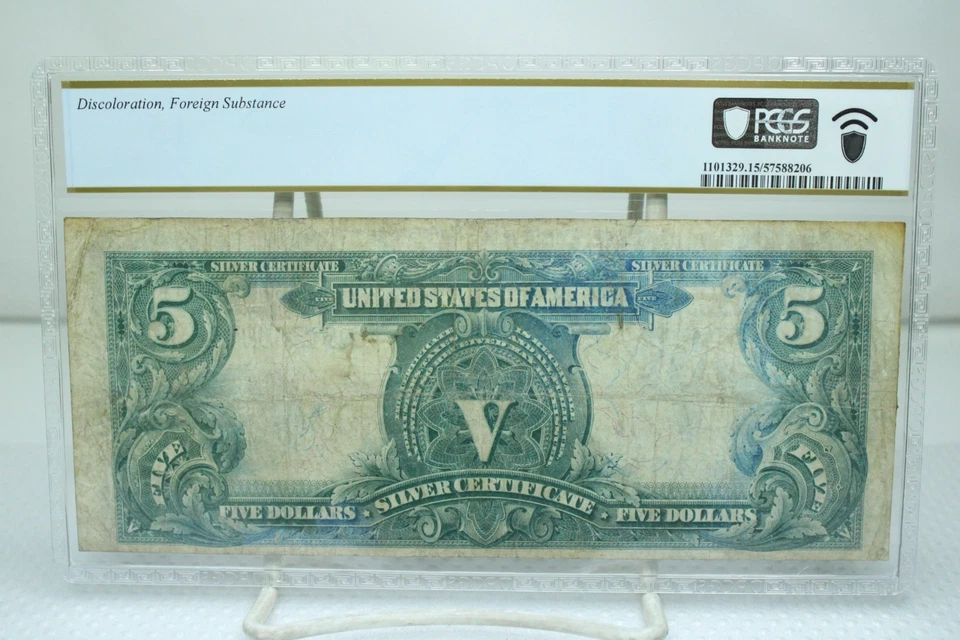 Discoloration, Foreign Substance
PCGS
BANKNOTE
1101329.15/57588206
SILVER CERTIFICATE
SILVER CERTIFICATE
UNITED STATES OF AMERICA
5
5
V
FIVE
FIVE
SILVER CERTIFICATE
FIVE DOLLARS
FIVE DOLLARS